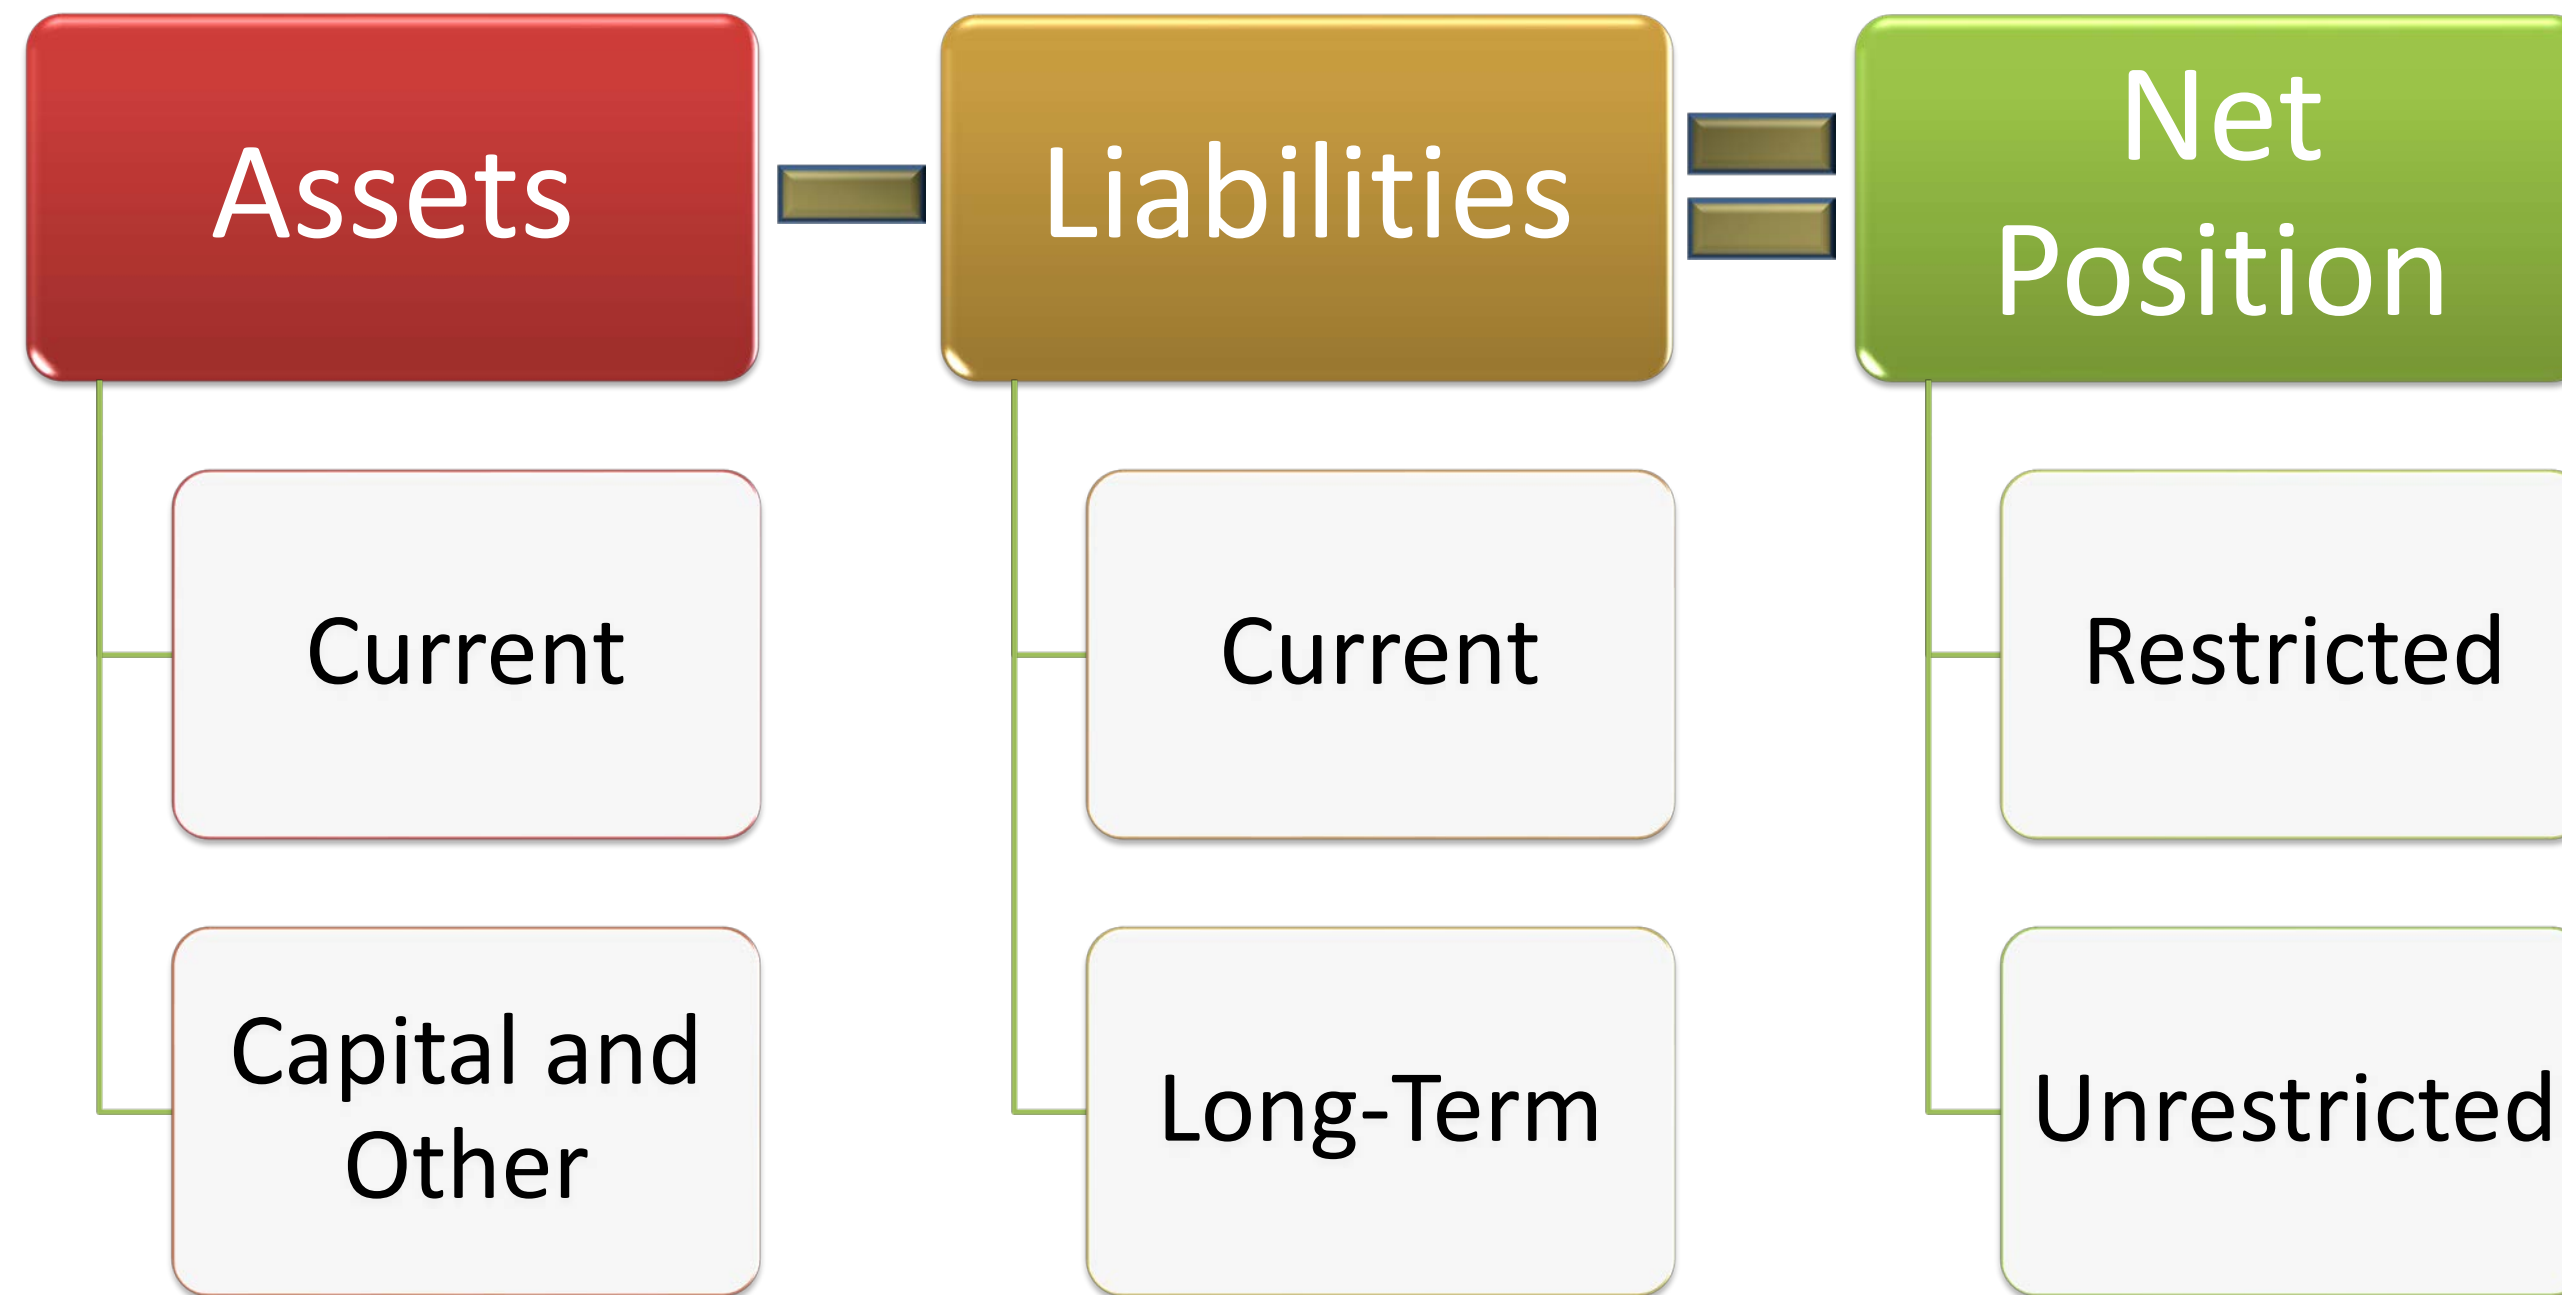 Assets
Liabilities
Net
Position
Current
Current
Restricted
Capital and
Other
Long-Term
Unrestricted